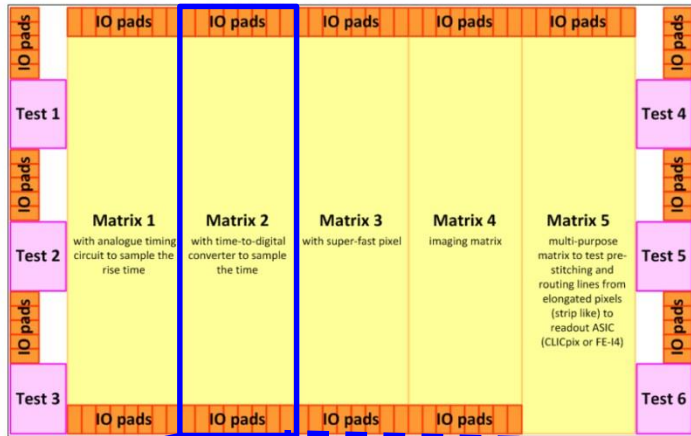 IO pads
IO pads
IO pads
IO pads
IO pads
IO pads
IO pads
Test 1
Test 4
IO pads
IO pads
Matrix 1
with analogue timing
circuit to sample the
rise time
Matrix 2
with time-to-digital
converter to sample
the time
Matrix 3
with super-fast pixel
Matrix 4
imaging matrix
Matrix 5
multi-purpose
matrix to test pre-
stitching and
routing lines from
elongated pixels
(strip like) to
readout ASIC
(CLICpix or FE-I4)
Test 2
Test 5
IO pads
IO pads
Test 3
Test 6
IO pads
IO pads
IO pads
IO pads